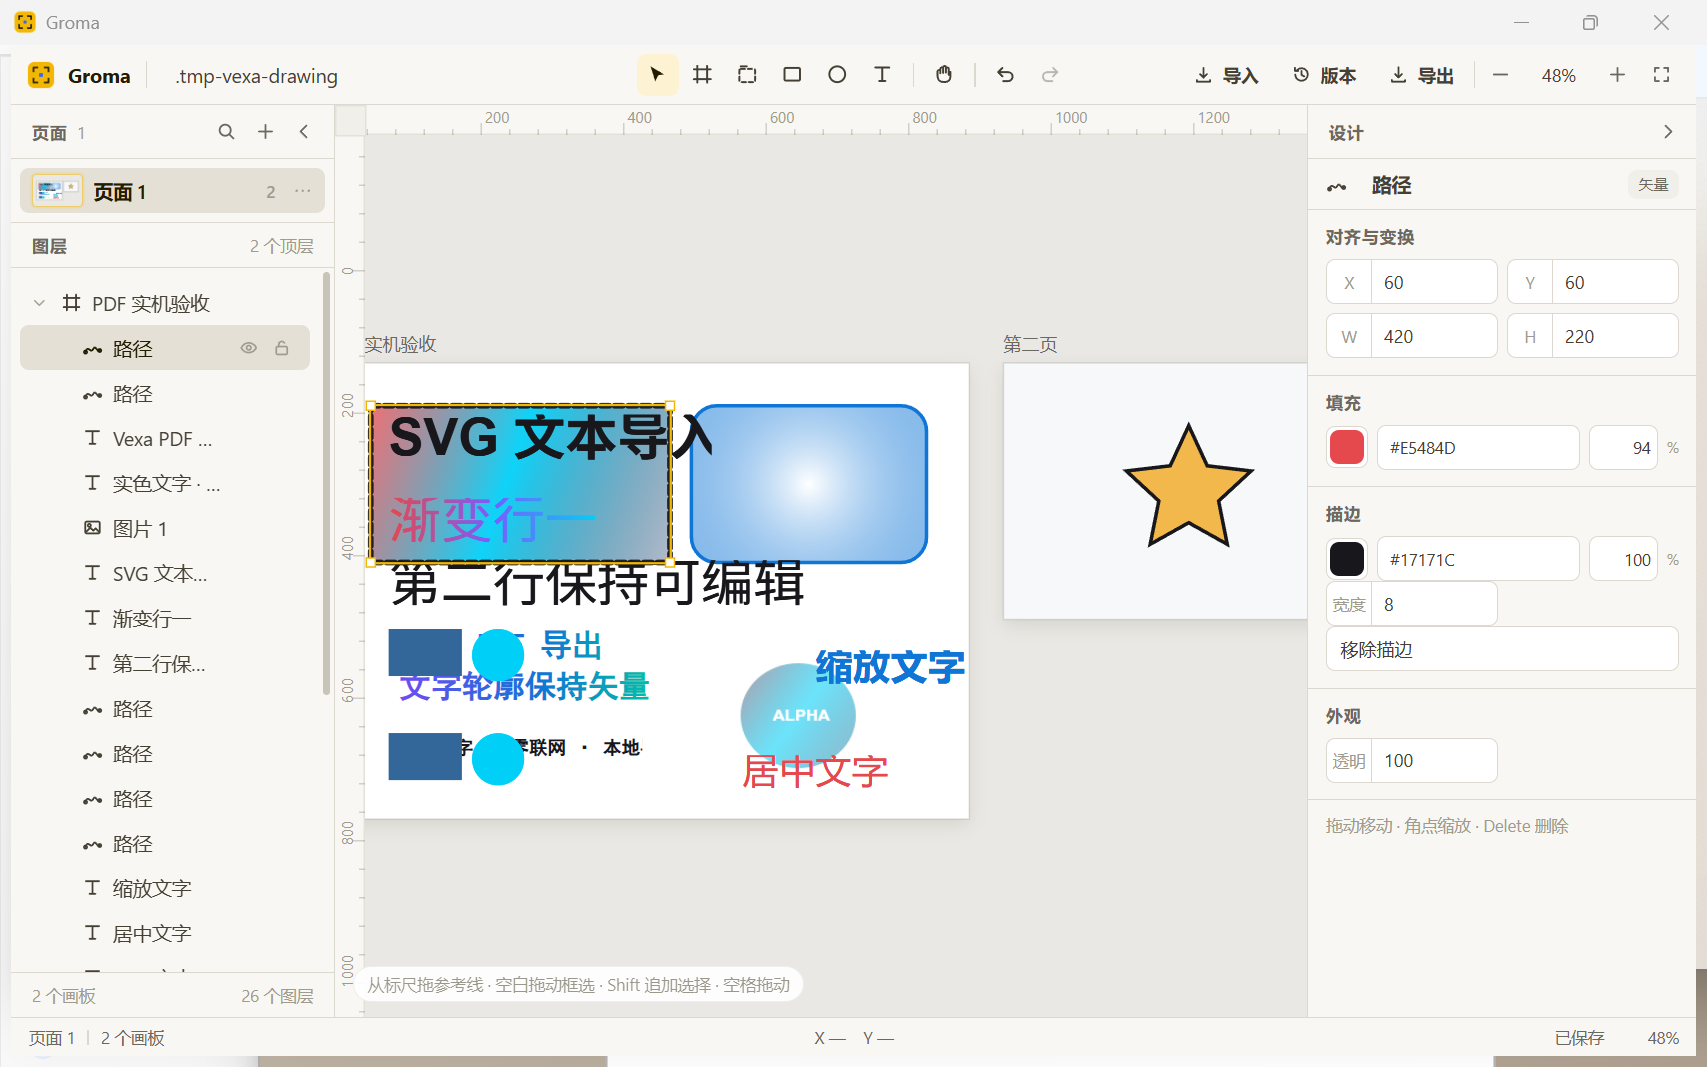 Groma
Groma
.tmp-vexa-drawing
导入
版本
导出
48%
页面 1
页面 1
2
图层
2 个顶层
PDF 实机验收
路径
路径
Vexa PDF ...
实色文字 · ...
图片 1
SVG 文本...
渐变行一
第二行保...
路径
路径
路径
路径
缩放文字
居中文字
2 个画板
26 个图层
200
400
600
800
1000
1200
0
200
400
600
800
1000
实机验收
第二页
SVG 文本导入
渐变行一
第二行保持可编辑
导出
文字轮廓保持矢量
联网 · 本地
缩放文字
ALPHA
居中文字
从标尺拖参考线 · 空白拖动框选 · Shift 追加选择 · 空格拖动
设计
路径
矢量
对齐与变换
X 60
Y 60
W 420
H 220
填充
#E5484D
94 %
描边
#17171C
100 %
宽度 8
移除描边
外观
透明 100
拖动移动 · 角点缩放 · Delete 删除
页面 1
2 个画板
X —
Y —
已保存
48%